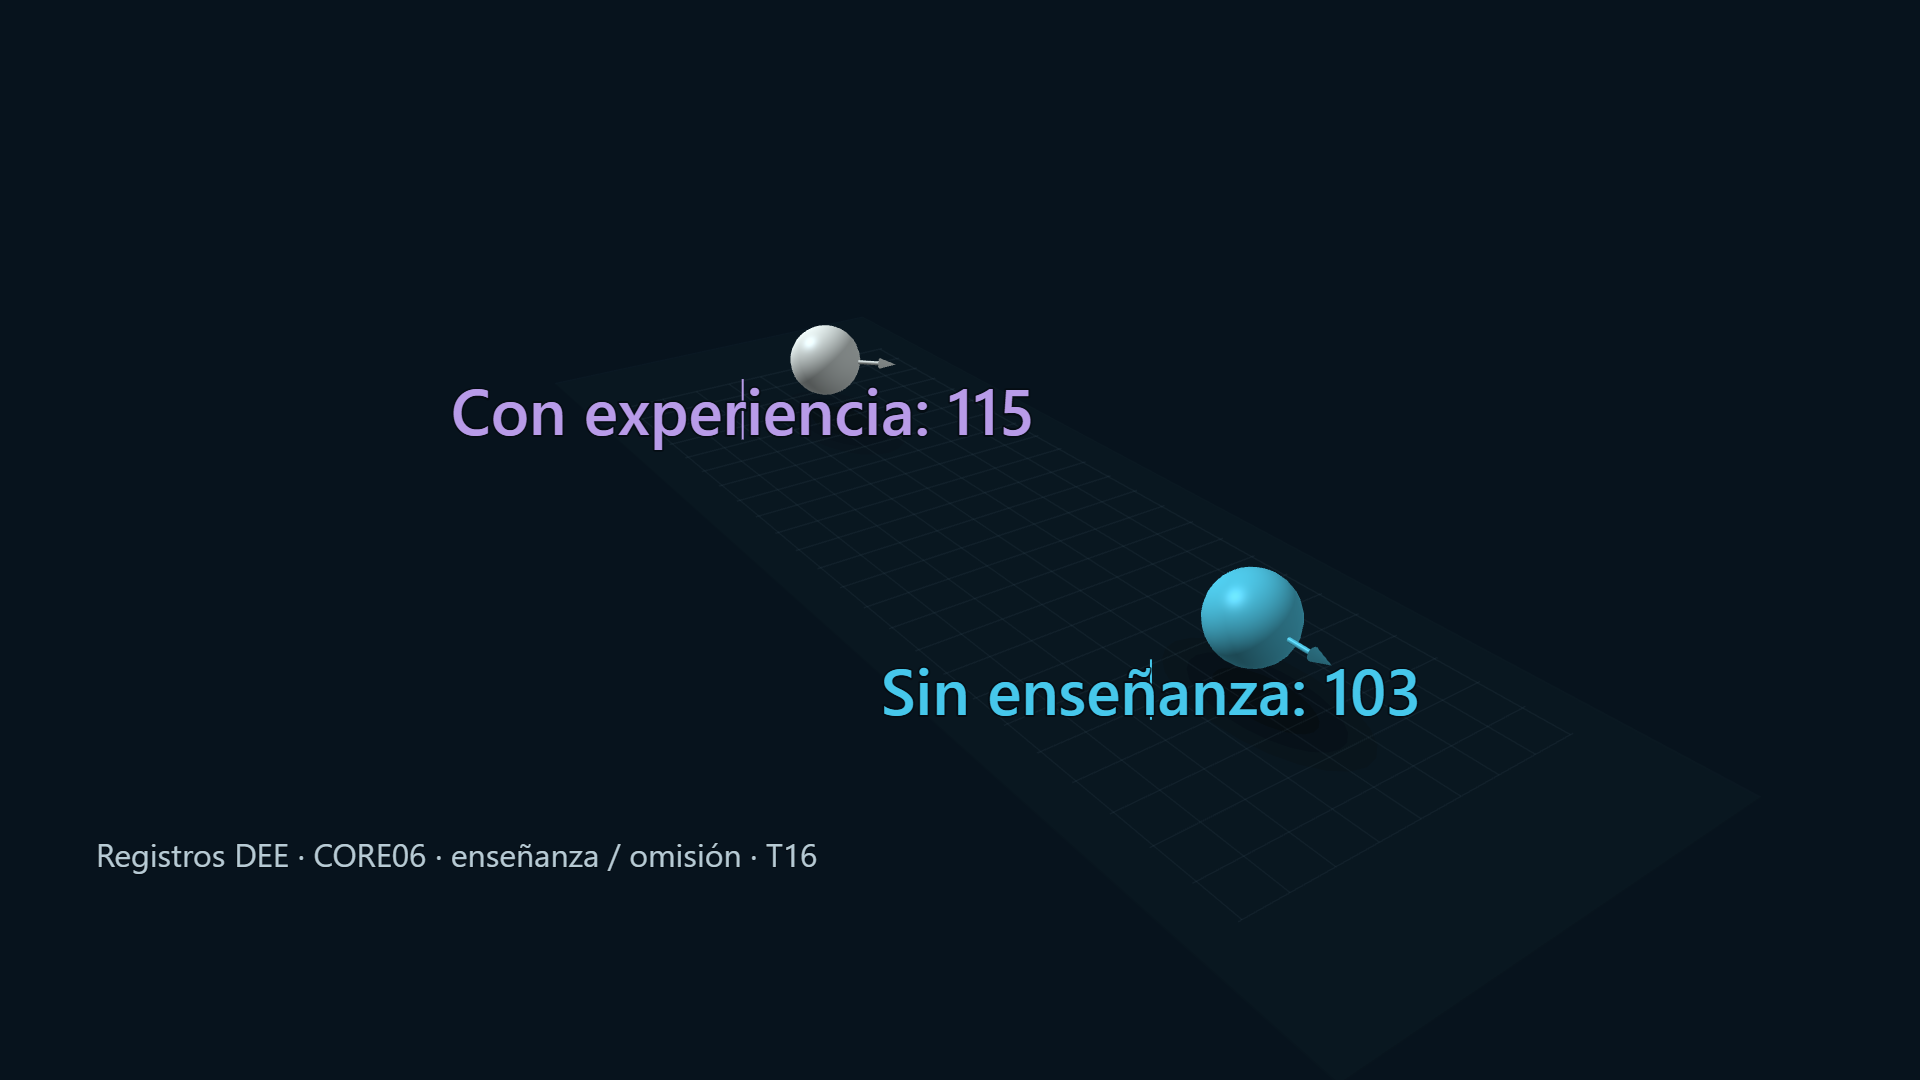 Con experiencia: 115
Sin enseñanza: 103
Registros DEE · CORE06 · enseñanza / omisión · T16